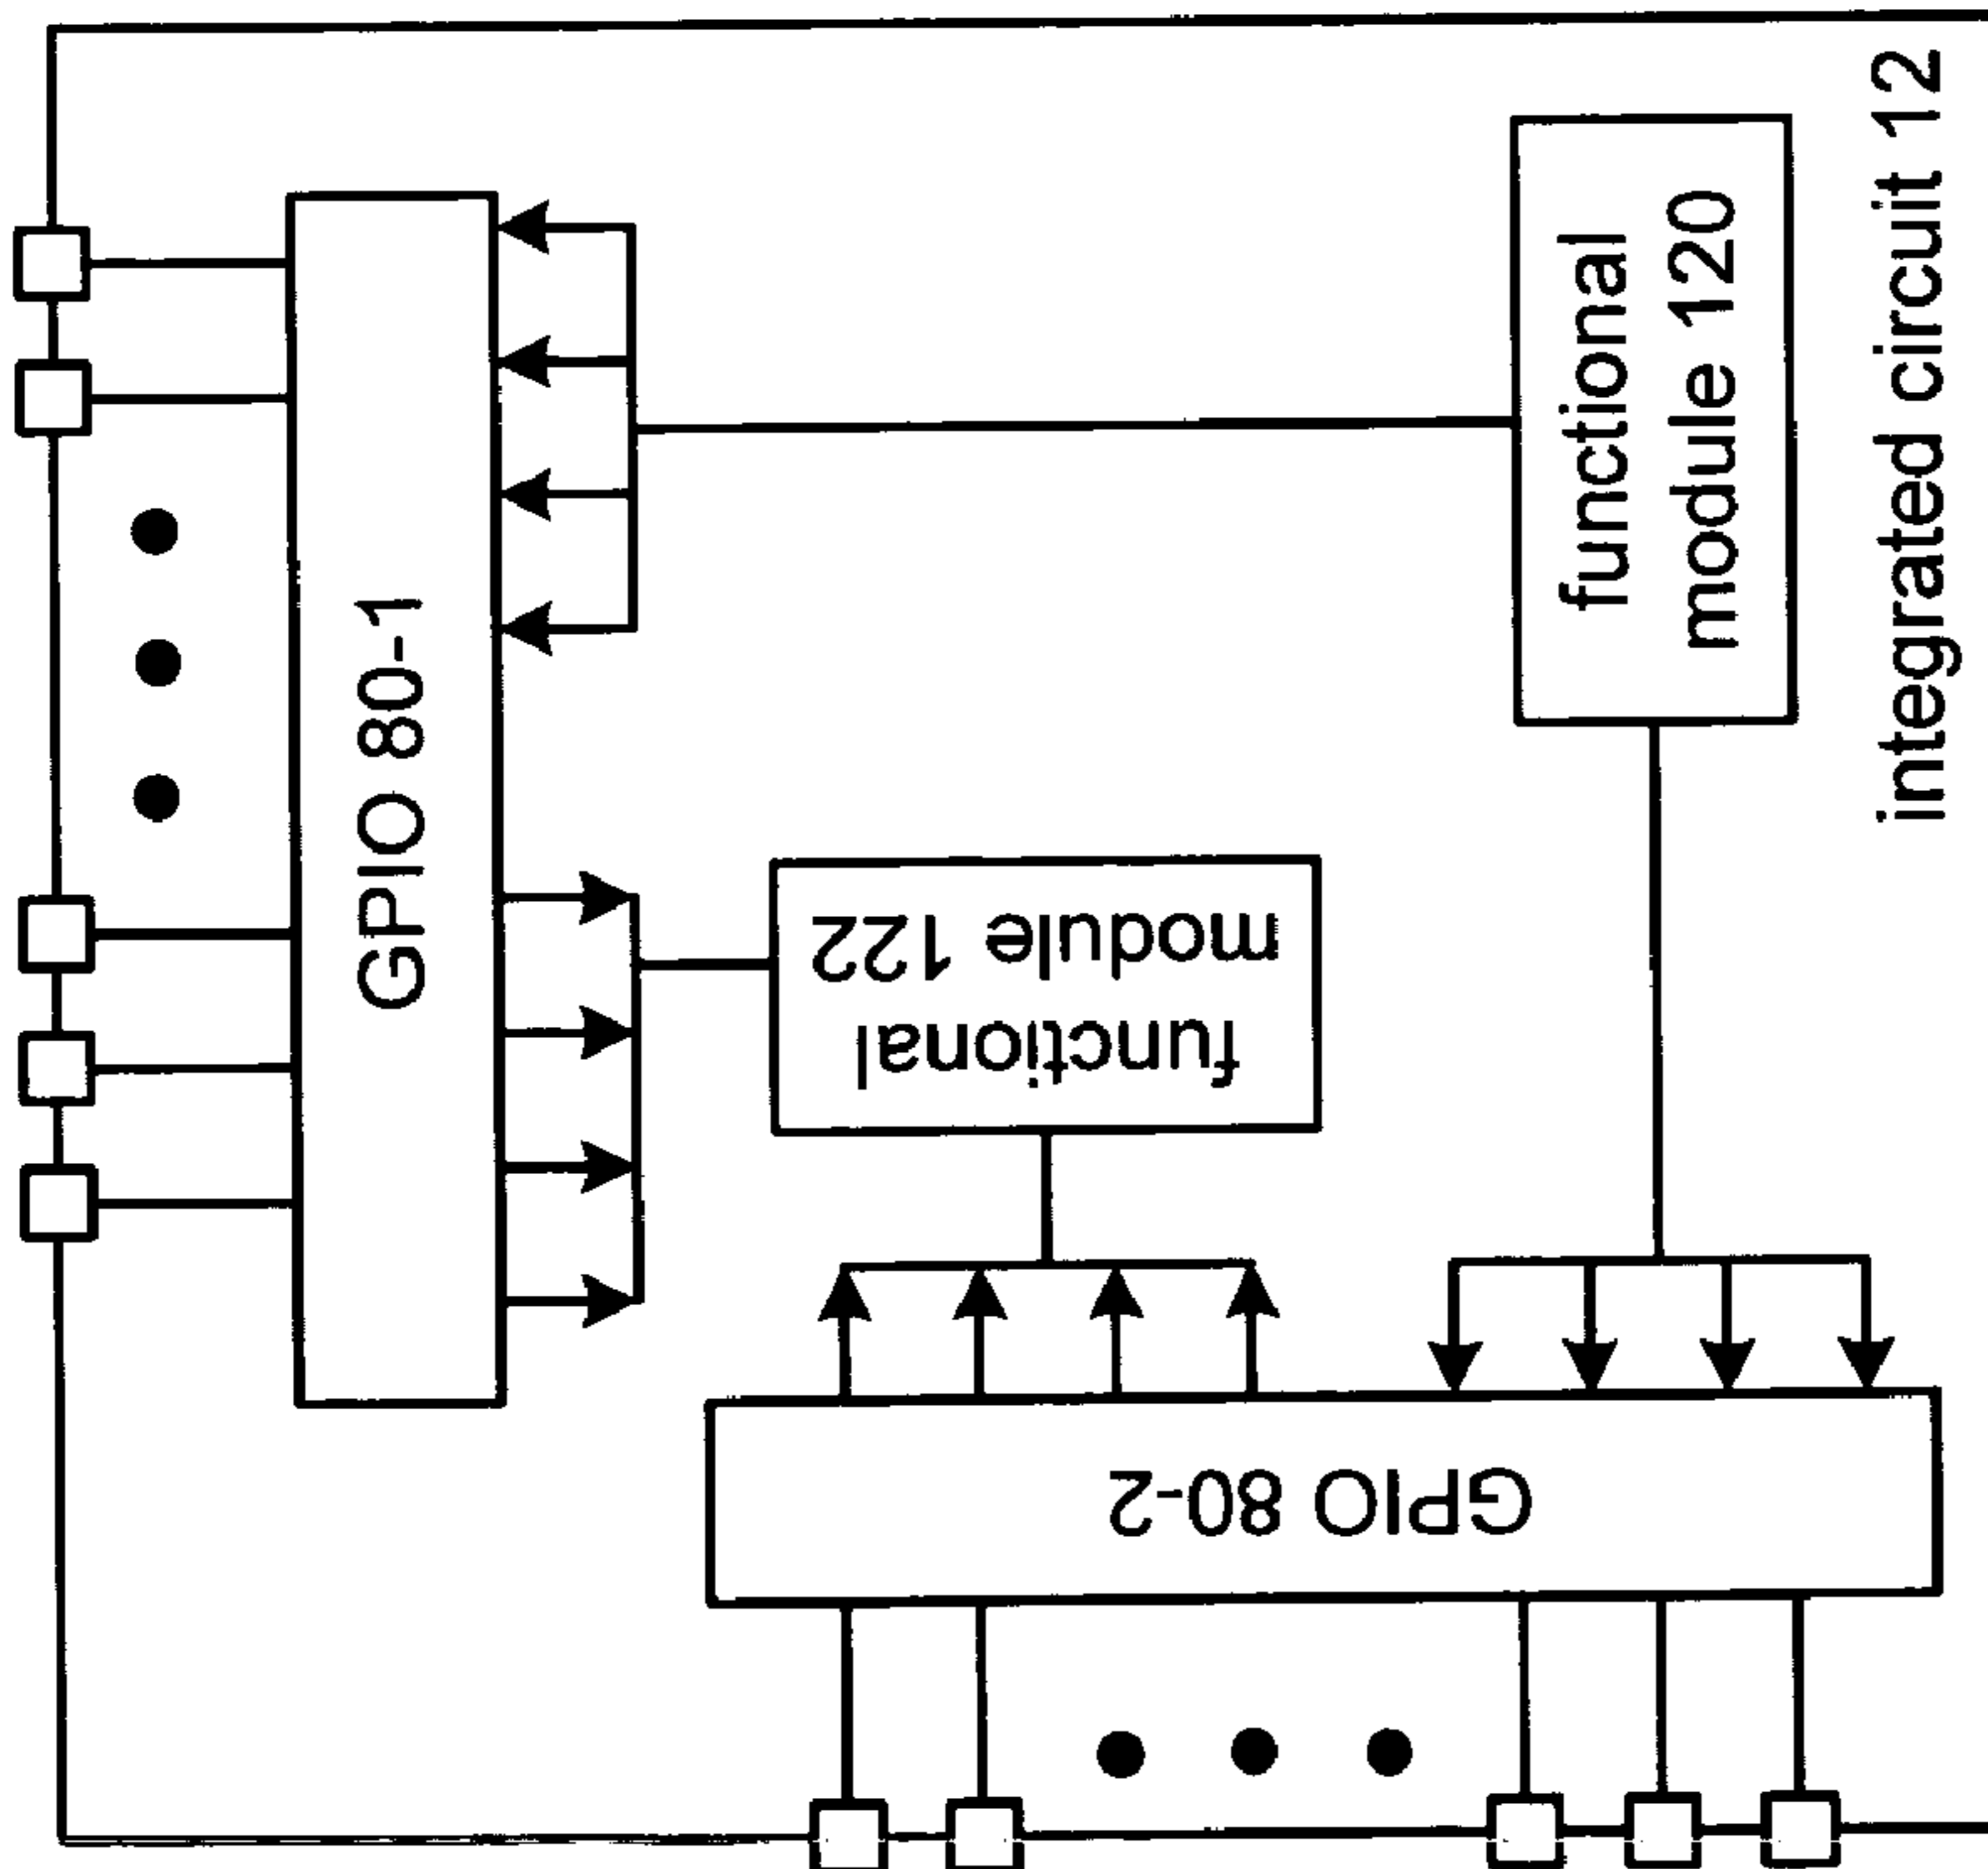 GPIO 80-1
functional
module 122
functional
module 120
GPIO 80-2
integrated circuit 12